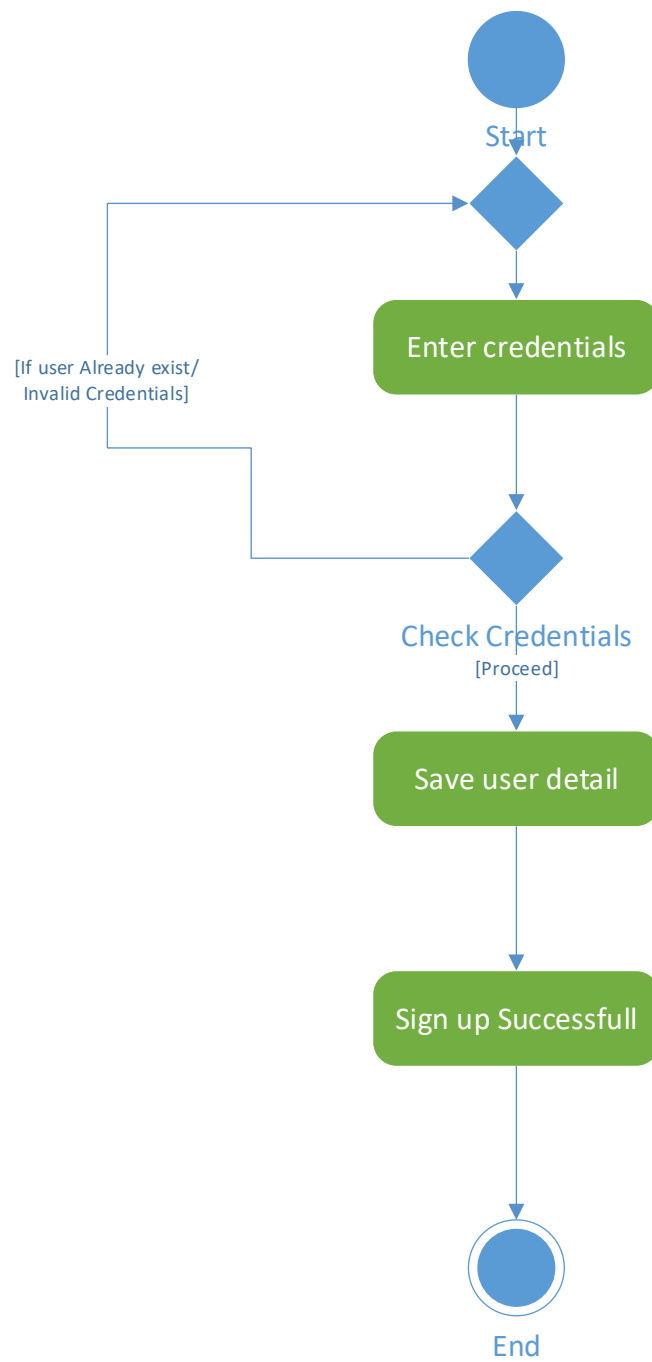 Start
Enter credentials
[If user Already exist/
Invalid Credentials]
Check Credentials
[Proceed]
Save user detail
Sign up Successfull
End